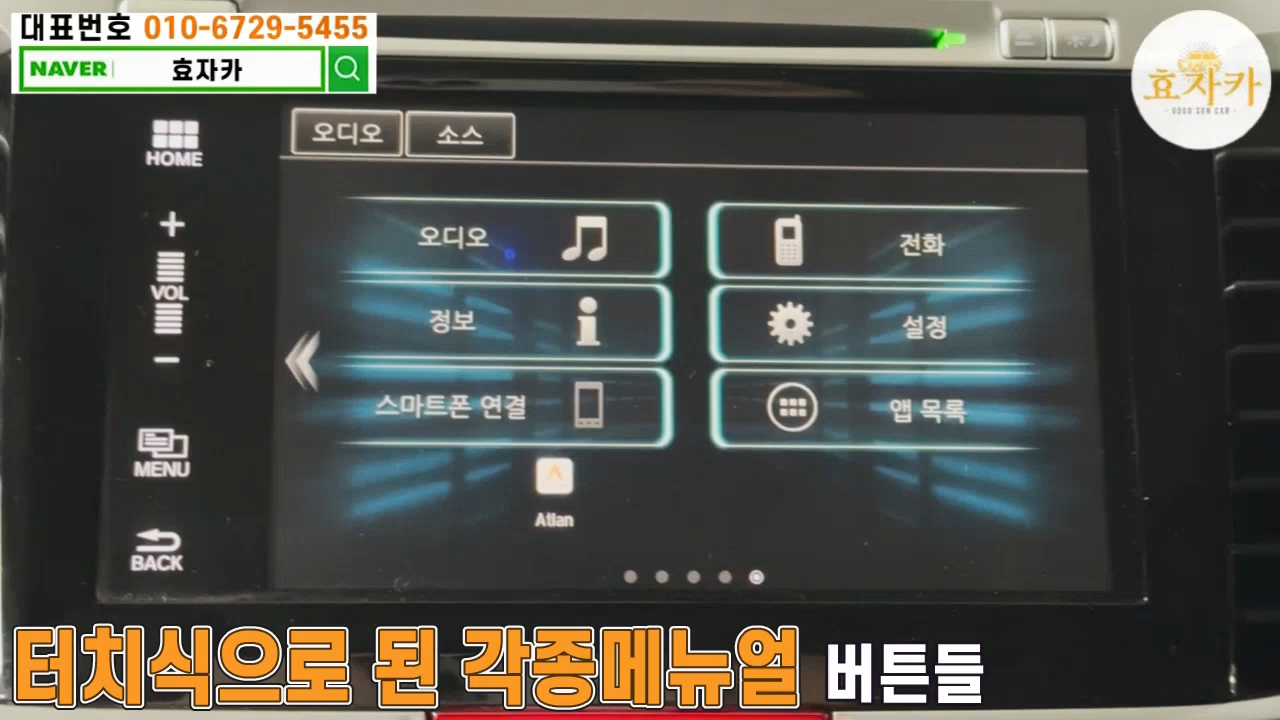 대표번호 010-6729-5455
NAVER 효자카
효자카
GOOD SON CAR
HOME
오디오 소스
+
VOL
-
오디오
전화
정보
설정
스마트폰 연결
앱 목록
MENU
Atlan
BACK
터치식으로 된 각종메뉴얼 버튼들